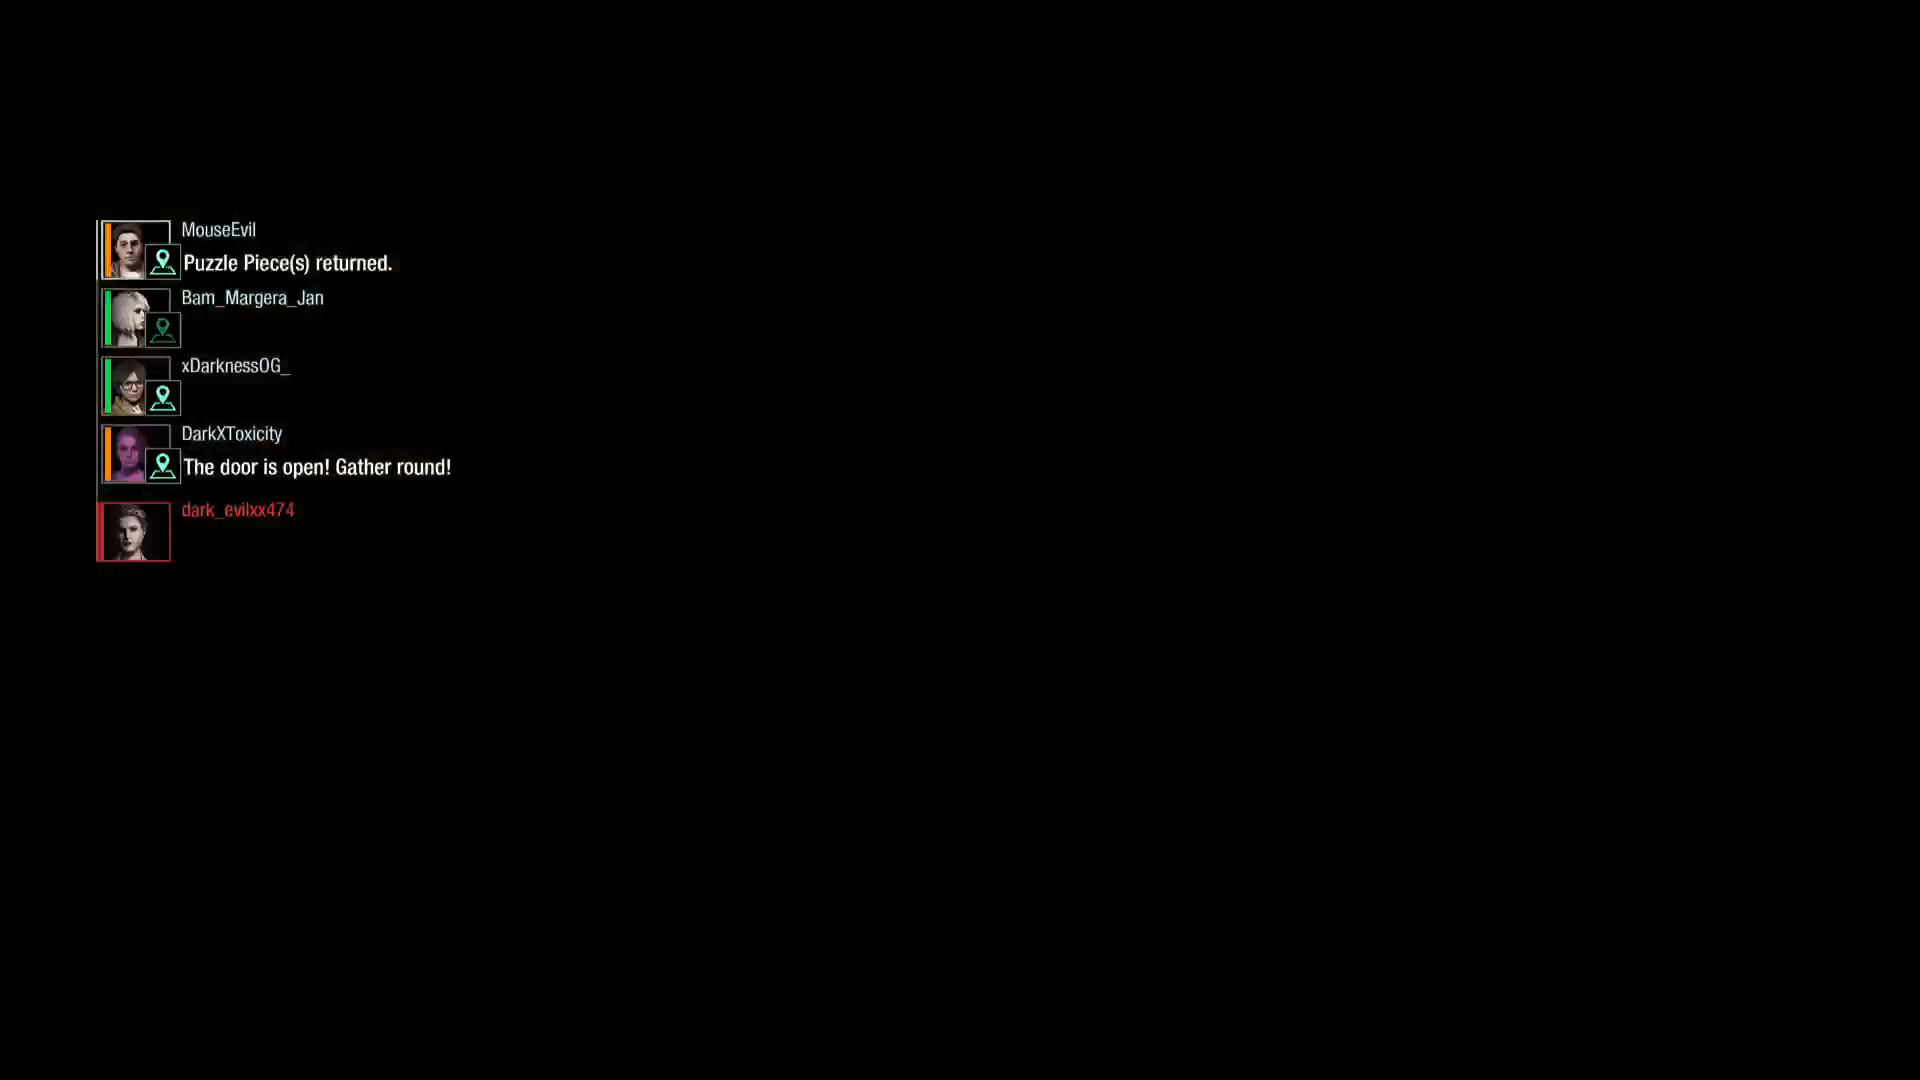 MouseEvil
Puzzle Piece(s) returned.
Bam_Margera_Jan
xDarknessOG_
DarkXToxicity
The door is open! Gather round!
dark_evilxx474